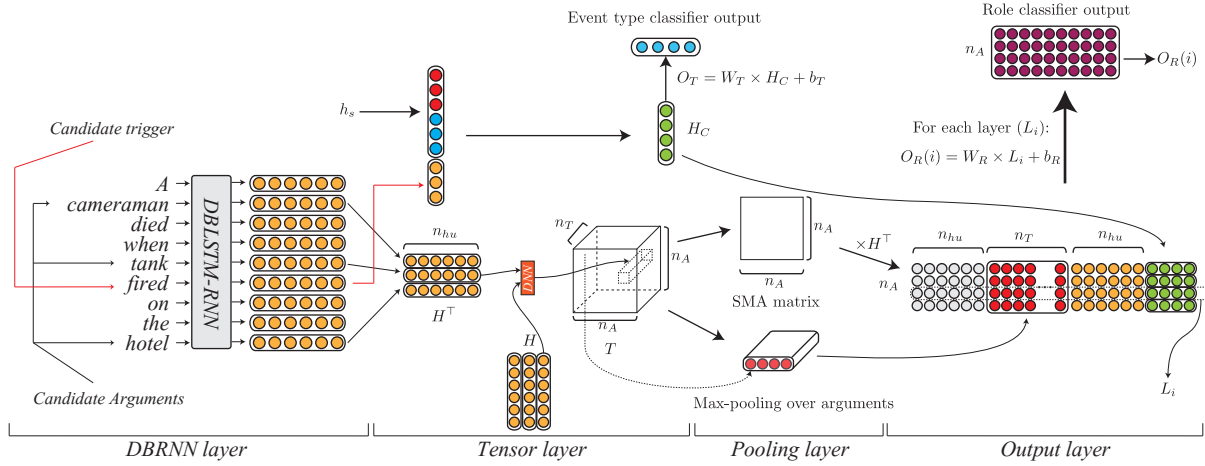 Event type classifier output
Role classifier output
n_A
O_R(i)
O_T = W_T × H_C + b_T
h_s
H_C
For each layer (L_i):
O_R(i) = W_R × L_i + b_R
Candidate trigger
A
cameraman
died
when
tank
fired
on
the
hotel
DBLSTM-RNN
Candidate Arguments
n_hu
H^⊤
DNN
H
n_T
n_A
n_A
T
n_A
n_A
SMA matrix
Max-pooling over arguments
×H^⊤
n_A
n_hu
n_T
n_hu
L_i
DBRNN layer
Tensor layer
Pooling layer
Output layer